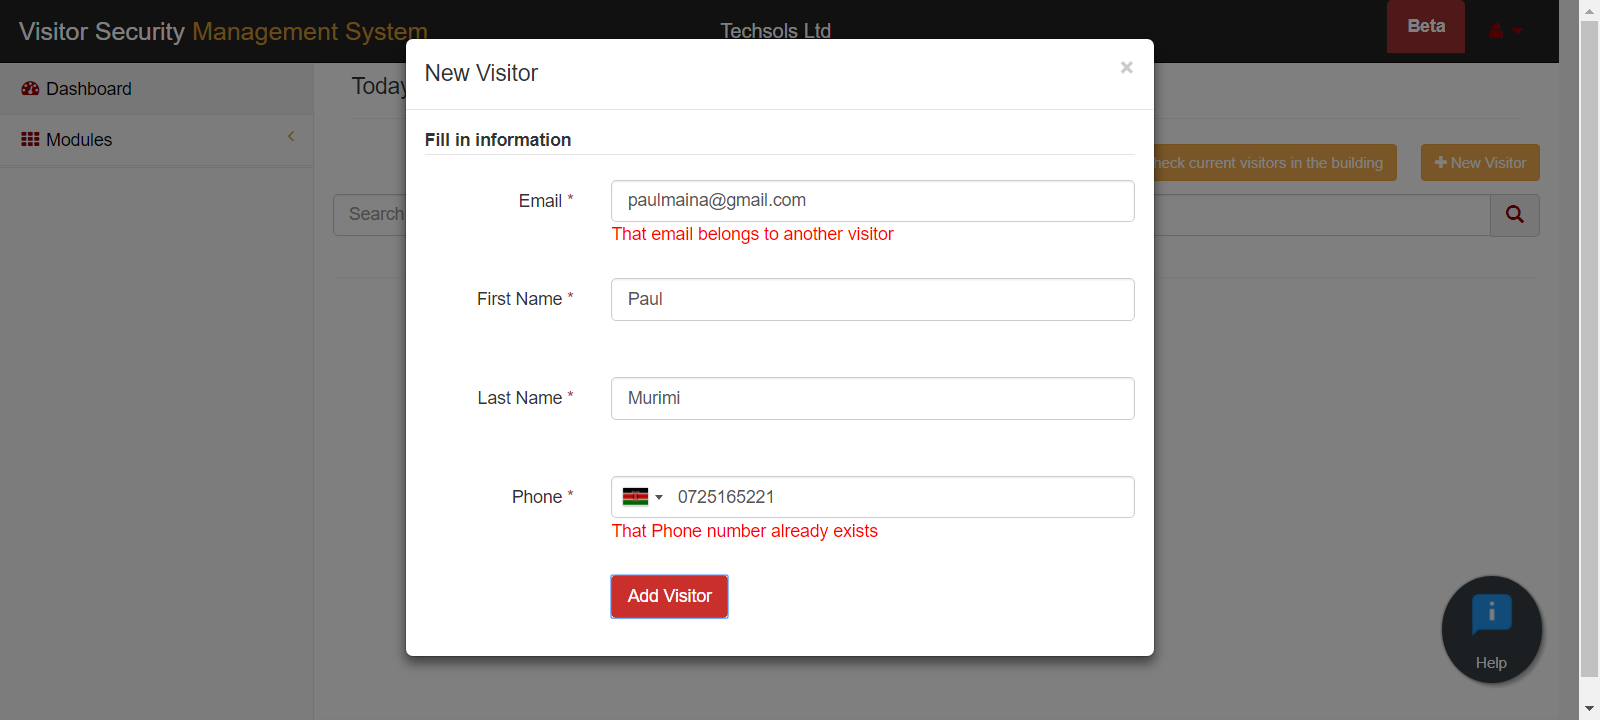 Visitor Security Management System
Techsols Ltd
Beta
Dashboard
Modules
Today
New Visitor
×
Fill in information
heck current visitors in the building
New Visitor
Search
Email *
paulmaina@gmail.com
That email belongs to another visitor
First Name *
Paul
Last Name *
Murimi
Phone *
0725165221
That Phone number already exists
Add Visitor
Help